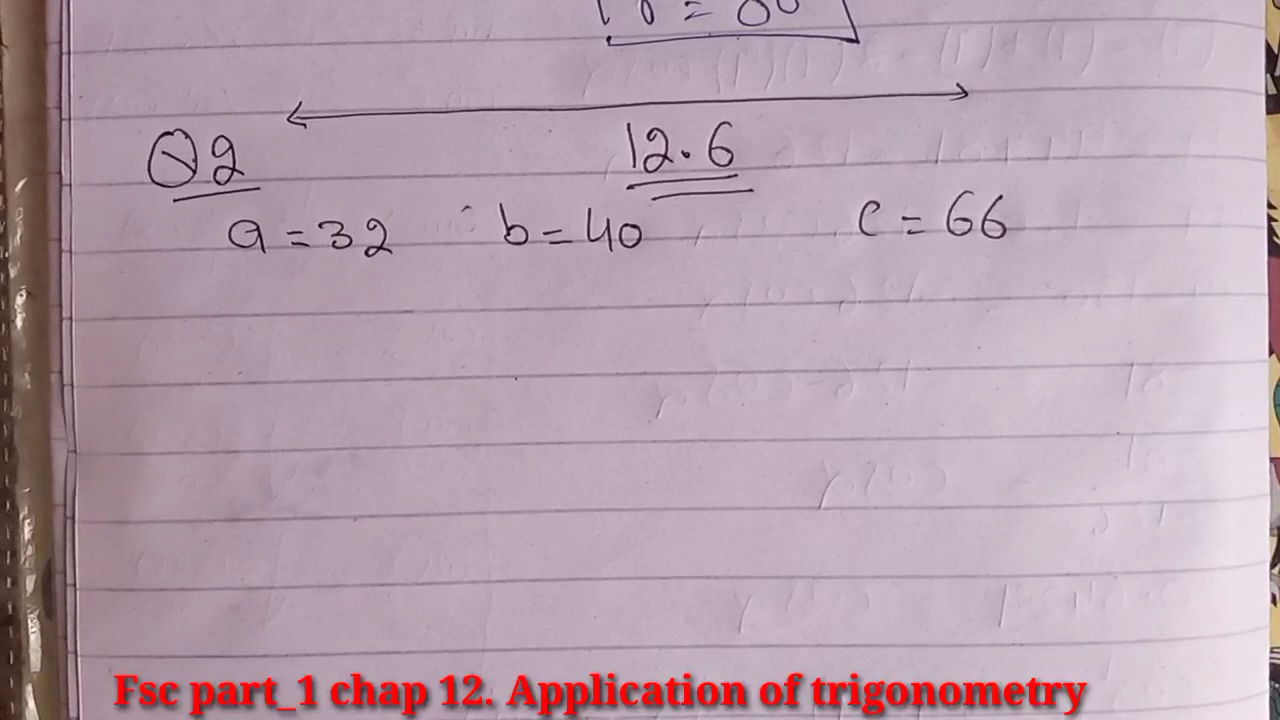 Q2 12.6
a = 32 b = 40 c = 66
Fsc part_1 chap 12. Application of trigonometry